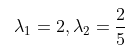 λ₁ = 2, λ₂ = 2/5